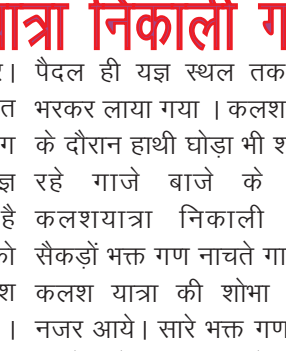 यात्रा निकाली
र। पैदल ही यज्ञ स्थल तक
त भरकर लाया गया । कलश
ग के दौरान हाथी घोड़ा भी
ज्ञ रहे गाजे बाजे के
है कलशयात्रा निकाली
को सैकड़ों भक्त गण नाचते
श कलश यात्रा की शोभा
। नजर आये। सारे भक्त गण